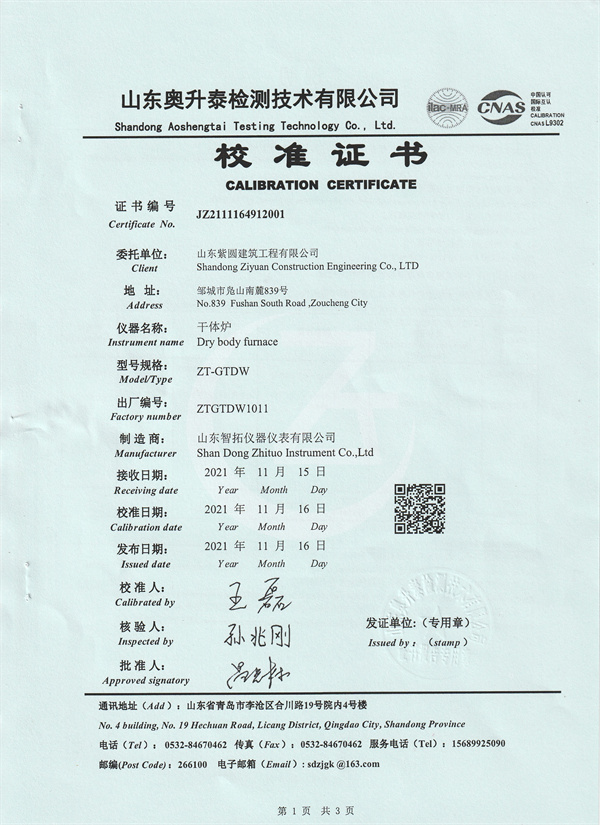 山东奥升泰检测技术有限公司
Shandong Aoshengtai Testing Technology Co., Ltd.
ilac-MRA
CNAS
中国认可
国际互认
校准
CALIBRATION
CNAS L9302
校准证书
CALIBRATION CERTIFICATE
证书编号 JZ2111164912001
Certificate No.
委托单位: 山东紫圆建筑工程有限公司
Client Shandong Ziyuan Construction Engineering Co., LTD
地 址: 邹城市凫山南麓839号
Address No.839 Fushan South Road ,Zoucheng City
仪器名称: 干体炉
Instrument name Dry body furnace
型号规格: ZT-GTDW
Model/Type
出厂编号: ZTGTDW1011
Factory number
制造商: 山东智拓仪器仪表有限公司
Manufacturer Shan Dong Zhituo Instrument Co.,Ltd
接收日期: 2021 年 11 月 15 日
Receiving date Year Month Day
校准日期: 2021 年 11 月 16 日
Calibration date Year Month Day
发布日期: 2021 年 11 月 16 日
Issued date Year Month Day
校准人: 王磊
Calibrated by
核验人: 孙兆刚
Inspected by
发证单位:(专用章)
Issued by : (stamp)
批准人:
Approved signatory
通讯地址(Add): 山东省青岛市李沧区合川路19号院内4号楼
No. 4 building, No. 19 Hechuan Road, Licang District, Qingdao City, Shandong Province
电话(Tel): 0532-84670462 传真(Fax): 0532-84670462 服务电话(Tel): 15689925090
邮编(Post Code): 266100 电子邮箱(Email): sdzjgk @163.com
第 1 页 共 3 页